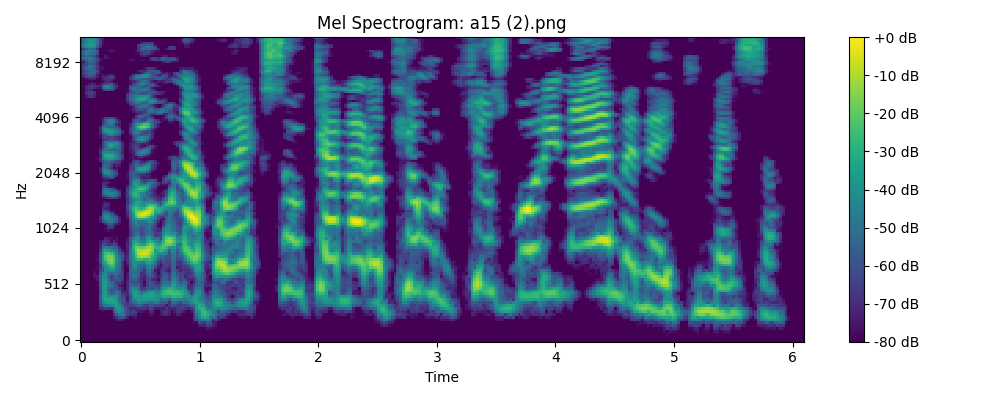 Mel Spectrogram: a15 (2).png
Hz
8192
4096
2048
1024
512
0
0 1 2 3 4 5 6
Time
+0 dB
-10 dB
-20 dB
-30 dB
-40 dB
-50 dB
-60 dB
-70 dB
-80 dB